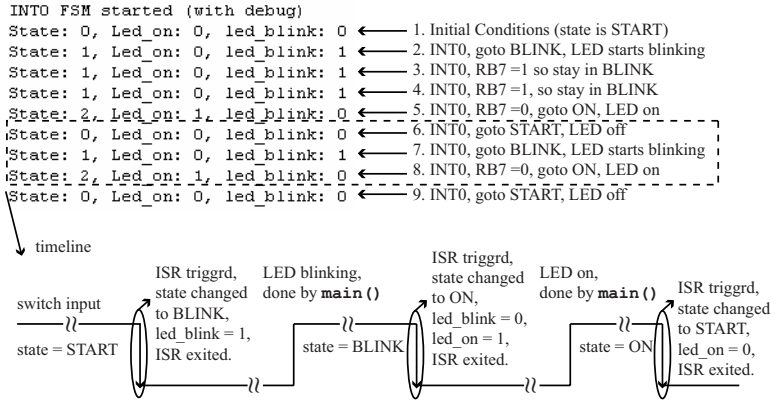 INTO FSM started (with debug)
State: 0, Led_on: 0, led_blink: 0 1. Initial Conditions (state is START)
State: 1, Led_on: 0, led_blink: 1 2. INT0, goto BLINK, LED starts blinking
State: 1, Led_on: 0, led_blink: 1 3. INT0, RB7 =1 so stay in BLINK
State: 1, Led_on: 0, led_blink: 1 4. INT0, RB7 =1, so stay in BLINK
State: 2, Led_on: 1, led_blink: 0 5. INT0, RB7 =0, goto ON, LED on
State: 0, Led_on: 0, led_blink: 0 6. INT0, goto START, LED off
State: 1, Led_on: 0, led_blink: 1 7. INT0, goto BLINK, LED starts blinking
State: 2, Led_on: 1, led_blink: 0 8. INT0, RB7 =0, goto ON, LED on
State: 0, Led_on: 0, led_blink: 0 9. INT0, goto START, LED off
timeline
switch input
state = START
ISR triggrd,
state changed
to BLINK,
led_blink = 1,
ISR exited.
LED blinking,
done by main()
state = BLINK
ISR triggrd,
state changed
to ON,
led_blink = 0,
led_on = 1,
ISR exited.
LED on,
done by main()
state = ON
ISR triggrd,
state changed
to START,
led_on = 0,
ISR exited.